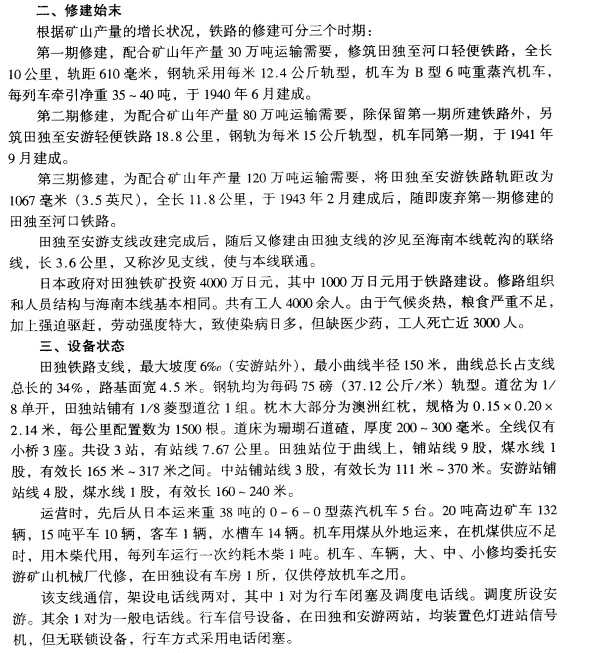 二、修建始末
根据矿山产量的增长状况，铁路的修建可分三个时期：
第一期修建，配合矿山年产量 30 万吨运输需要，修筑田独至河口轻便铁路，全长
10公里，轨距 610 毫米，钢轨采用每米 12.4 公斤轨型，机车为 B 型 6 吨重蒸汽机车，
每列车牵引净重 35～40 吨，于 1940 年 6 月建成。
第二期修建，为配合矿山年产量 80 万吨运输需要，除保留第一期所建铁路外，另
筑田独至安游轻便铁路 18.8 公里，钢轨为每米 15 公斤轨型，机车同第一期，于 1941 年
9 月建成。
第三期修建，为配合矿山年产量 120 万吨运输需要，将田独至安游铁路轨距改为
1067 毫米（3.5 英尺），全长 11.8 公里，于 1943 年 2 月建成后，随即废弃第一期修建的
田独至河口铁路。
田独至安游支线改建完成后，随后又修建由田独支线的汐见至海南本线乾沟的联络
线，长 3.6 公里，又称汐见支线，使与本线联通。
日本政府对田独铁矿投资 4000 万日元，其中 1000 万日元用于铁路建设。修路组织
和人员结构与海南本线基本相同。共有工人 4000 余人。由于气候炎热，粮食严重不足，
加上强迫驱赶，劳动强度特大，致使染病日多，但缺医少药，工人死亡近 3000 人。
三、设备状态
田独铁路支线，最大坡度 6‰（安游站外），最小曲线半径 150 米，曲线总长占支线
总长的 34%，路基面宽 4.5 米。钢轨均为每码 75 磅（37.12 公斤/米）轨型。道岔为 1/
8 单开，田独站铺有 1/8 菱型道岔 1 组。枕木大部分为澳洲红枕，规格为 0.15×0.20×
2.14 米，每公里配置数为 1500 根。道床为珊瑚石道碴，厚度 200～300 毫米。全线仅有
小桥 3 座。共设 3 站，有站线 7.67 公里。田独站位于曲线上，铺站线 9 股，煤水线 1
股，有效长 165 米～317 米之间。中站铺站线 3 股，有效长为 111 米～370 米。安游站铺
站线 4 股，煤水线 1 股，有效长 160～240 米。
运营时，先后从日本运来重 38 吨的 0－6－0 型蒸汽机车 5 台。20 吨高边矿车 132
辆，15 吨平车 10 辆，客车 1 辆，水槽车 14 辆。机车用煤从外地运来，在机煤供应不足
时，用木柴代用，每列车运行一次约耗木柴 1 吨。机车、车辆，大、中、小修均委托安
游矿山机械厂代修，在田独设有车房 1 所，仅供停放机车之用。
该支线通信，架设电话线两对，其中 1 对为行车闭塞及调度电话线。调度所设安
游。其余 1 对为一般电话线。行车信号设备，在田独和安游两站，均装置色灯进站信号
机，但无联锁设备，行车方式采用电话闭塞。